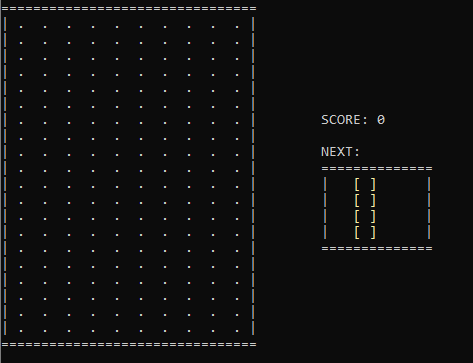 ================================
| .  .  .  .  .  .  .  .  .  . |
| .  .  .  .  .  .  .  .  .  . |
| .  .  .  .  .  .  .  .  .  . |
| .  .  .  .  .  .  .  .  .  . |
| .  .  .  .  .  .  .  .  .  . |
| .  .  .  .  .  .  .  .  .  . |
| .  .  .  .  .  .  .  .  .  . |        SCORE: 0
| .  .  .  .  .  .  .  .  .  . |
| .  .  .  .  .  .  .  .  .  . |        NEXT:
| .  .  .  .  .  .  .  .  .  . |        ==============
| .  .  .  .  .  .  .  .  .  . |        |   [ ]      |
| .  .  .  .  .  .  .  .  .  . |        |   [ ]      |
| .  .  .  .  .  .  .  .  .  . |        |   [ ]      |
| .  .  .  .  .  .  .  .  .  . |        |   [ ]      |
| .  .  .  .  .  .  .  .  .  . |        ==============
| .  .  .  .  .  .  .  .  .  . |
| .  .  .  .  .  .  .  .  .  . |
| .  .  .  .  .  .  .  .  .  . |
| .  .  .  .  .  .  .  .  .  . |
| .  .  .  .  .  .  .  .  .  . |
================================